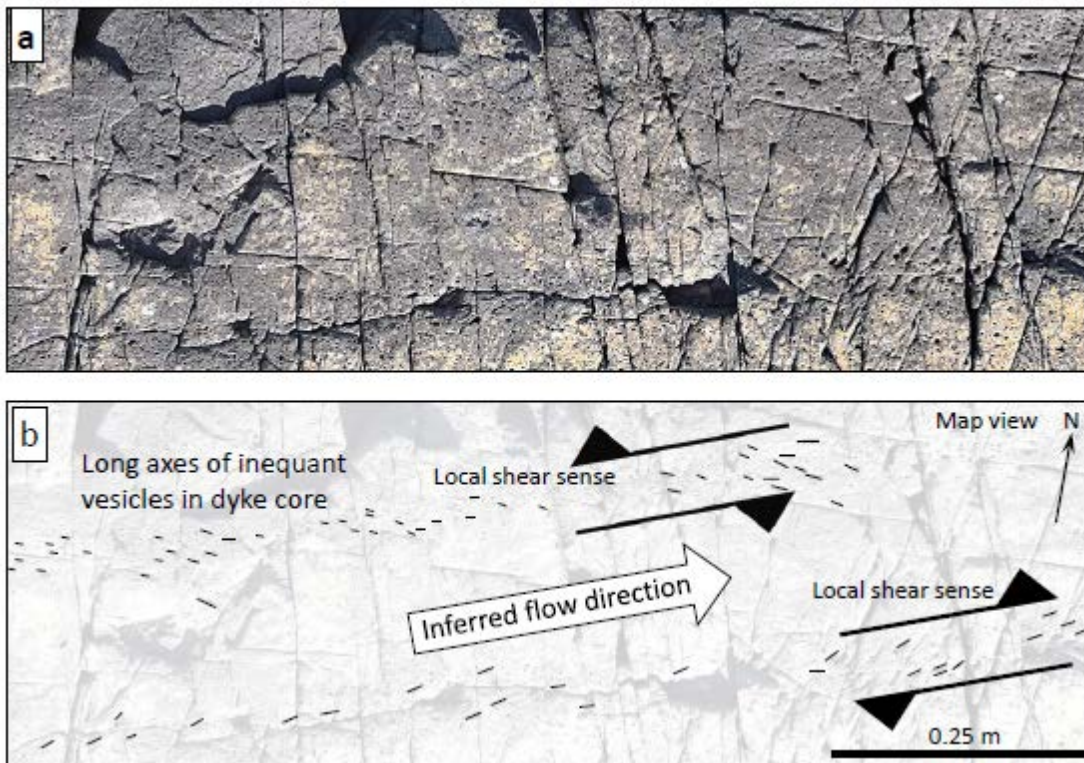 a
b
Map view N
Long axes of inequant
vesicles in dyke core
Local shear sense
Inferred flow direction
Local shear sense
0.25 m